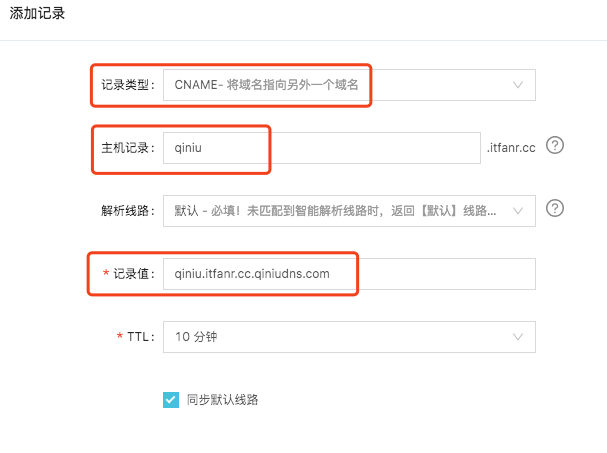 添加记录
记录类型： CNAME- 将域名指向另外一个域名
主机记录： qiniu .itfanr.cc ?
解析线路： 默认 - 必填！未匹配到智能解析线路时，返回【默认】线路... ?
* 记录值： qiniu.itfanr.cc.qiniudns.com
* TTL： 10 分钟
同步默认线路